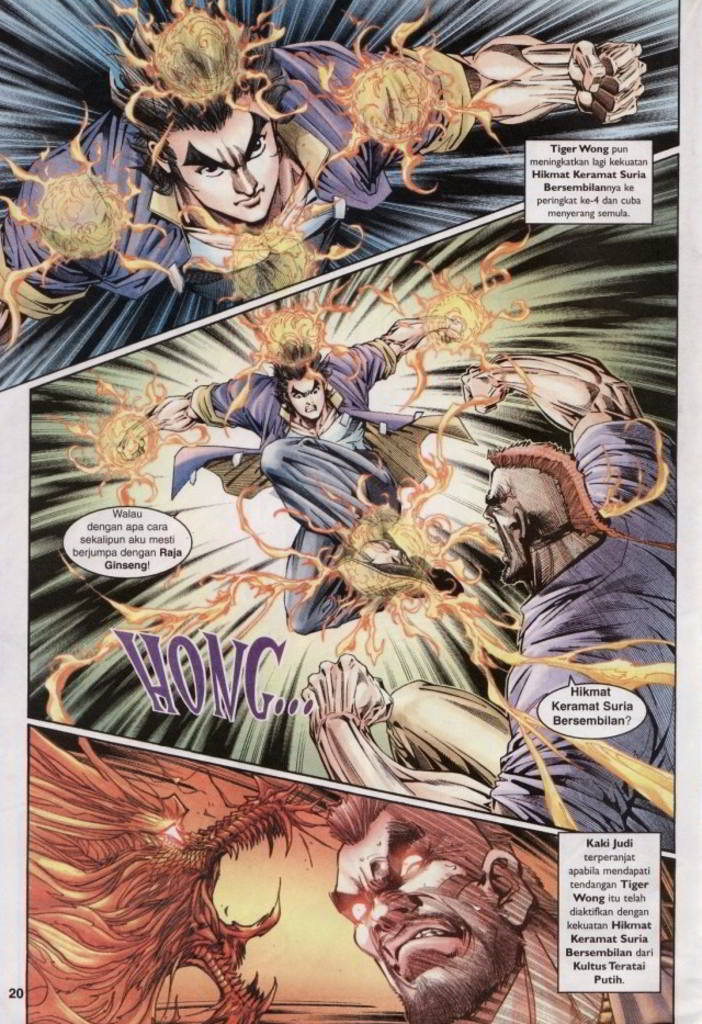 Tiger Wong pun
meningkatkan lagi kekuatan
Hikmat Keramat Suria
Bersembilannya ke
peringkat ke-4 dan cuba
menyerang semula.
Walau
dengan apa cara
sekalipun aku mesti
berjumpa dengan Raja
Ginseng!
HONG...
Hikmat
Keramat Suria
Bersembilan?
Kaki Judi
terperanjat
apabila mendapati
tendangan Tiger
Wong itu telah
diaktifkan dengan
kekuatan Hikmat
Keramat Suria
Bersembilan dari
Kultus Teratai
Putih.
20